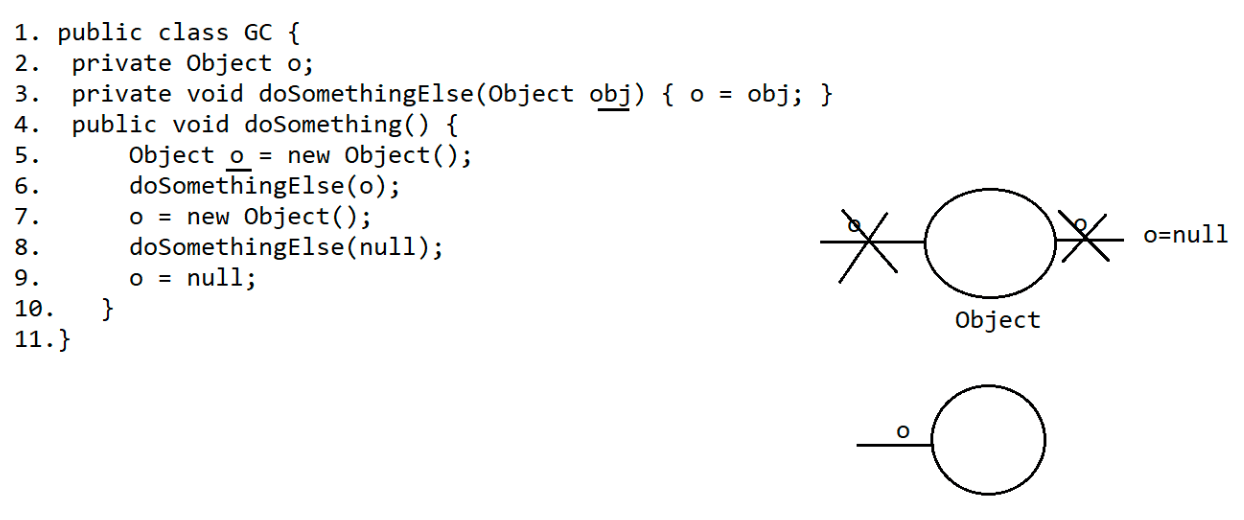 1. public class GC {
2.  private Object o;
3.  private void doSomethingElse(Object obj) { o = obj; }
4.  public void doSomething() {
5.      Object o = new Object();
6.      doSomethingElse(o);
7.      o = new Object();
8.      doSomethingElse(null);
9.      o = null;
10.   }
11.}
o
o
o=null
Object
o